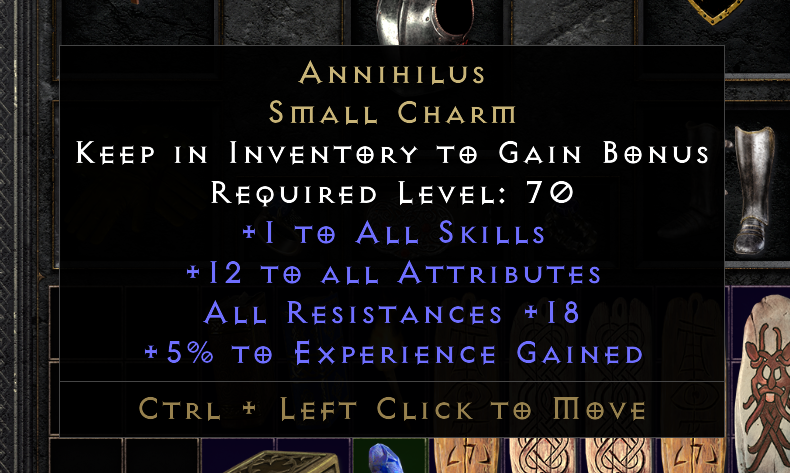 Annihilus
Small Charm
Keep in Inventory to Gain Bonus
Required Level: 70
+1 to All Skills
+12 to all Attributes
All Resistances +18
+5% to Experience Gained
Ctrl + Left Click to Move